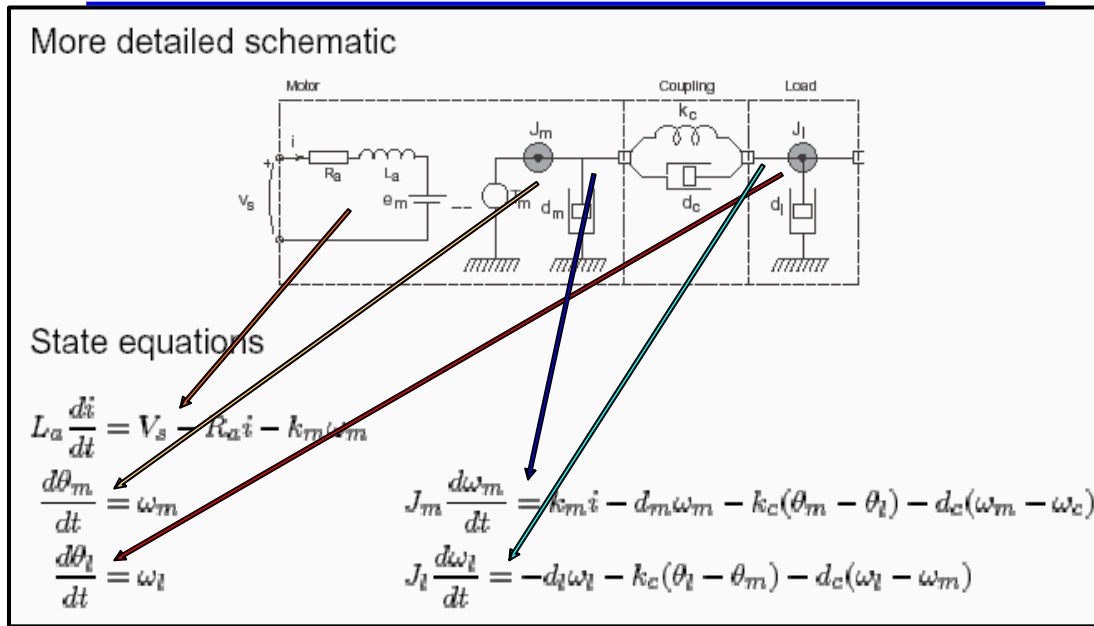 More detailed schematic
Motor Coupling Load
i R_a L_a e_m V_s + T_m J_m d_m k_c d_c J_l d_l
State equations
L_a di/dt = V_s − R_a i − k_m ω_m
dθ_m/dt = ω_m J_m dω_m/dt = k_m i − d_m ω_m − k_c(θ_m − θ_l) − d_c(ω_m − ω_c)
dθ_l/dt = ω_l J_l dω_l/dt = −d_l ω_l − k_c(θ_l − θ_m) − d_c(ω_l − ω_m)